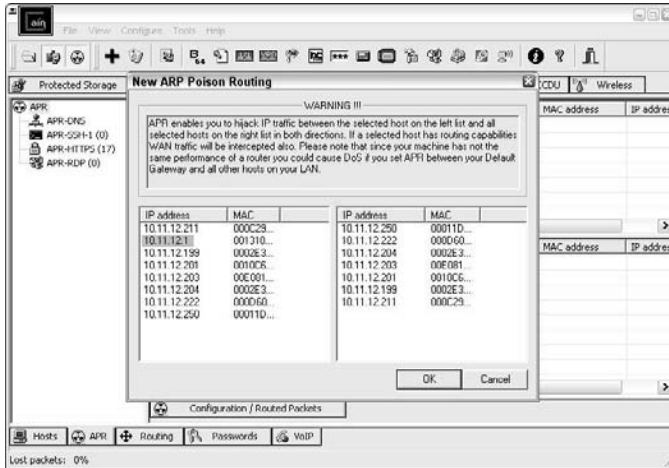 ain
File View Configure Tools Help
B64
Protected Storage
CCDU
Wireless
APR
APR-DNS
APR-SSH-1 (0)
APR-HTTPS (17)
APR-RDP (0)
New ARP Poison Routing
WARNING !!!
APR enables you to hijack IP traffic between the selected host on the left list and all
selected hosts on the right list in both directions. If a selected host has routing capabilities
WAN traffic will be intercepted also. Please note that since your machine has not the
same performance of a router you could cause DoS if you set APR between your Default
Gateway and all other hosts on your LAN.
IP address MAC
10.11.12.211 000C29...
10.11.12.1 001310...
10.11.12.199 0002E3...
10.11.12.201 0010C6...
10.11.12.203 00E081...
10.11.12.204 0002E3...
10.11.12.222 000D60...
10.11.12.250 00011D...
IP address MAC
10.11.12.250 00011D...
10.11.12.222 000D60...
10.11.12.204 0002E3...
10.11.12.203 00E081...
10.11.12.201 0010C6...
10.11.12.199 0002E3...
10.11.12.211 000C29...
OK Cancel
MAC address IP addre
MAC address IP addre
Configuration / Routed Packets
Hosts APR Routing Passwords VoIP
Lost packets: 0%